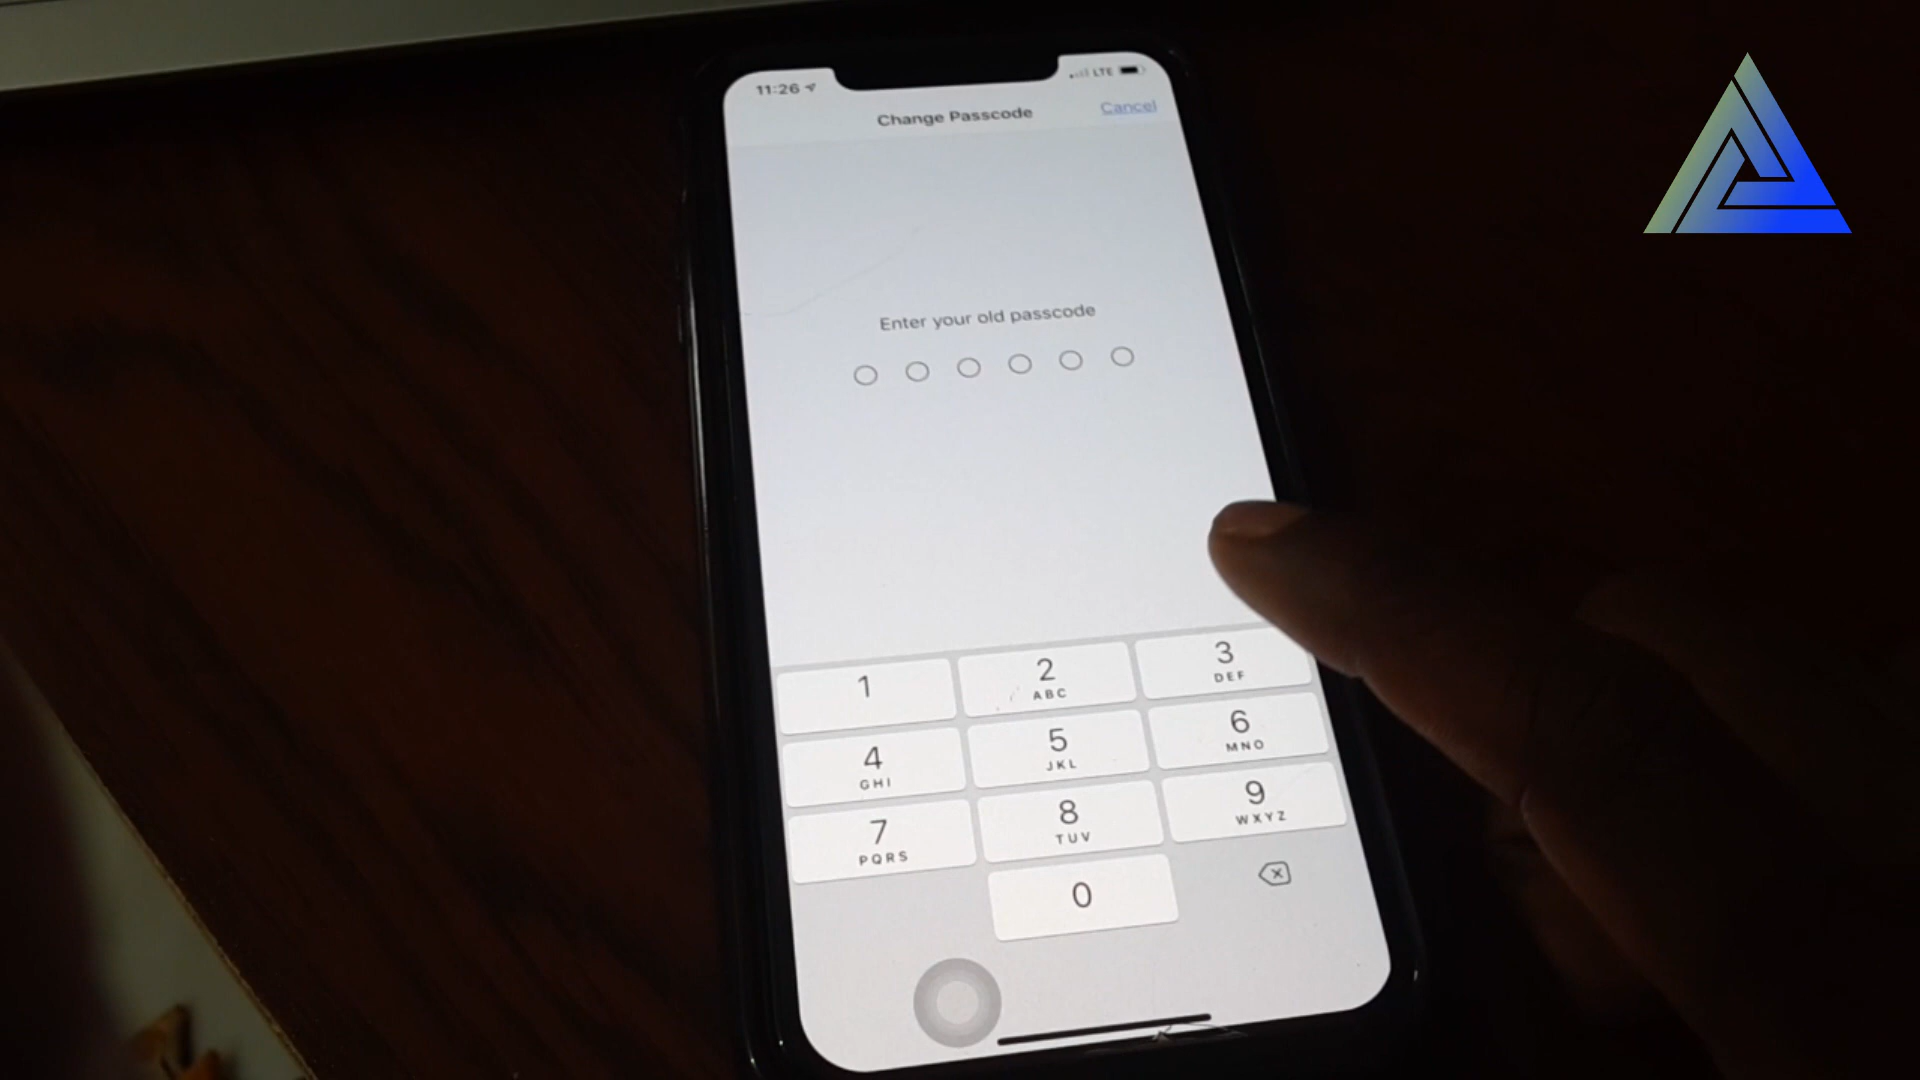 11:26
LTE
Change Passcode
Cancel
Enter your old passcode
1
2
ABC
3
DEF
4
GHI
5
JKL
6
MNO
7
PQRS
8
TUV
9
WXYZ
0